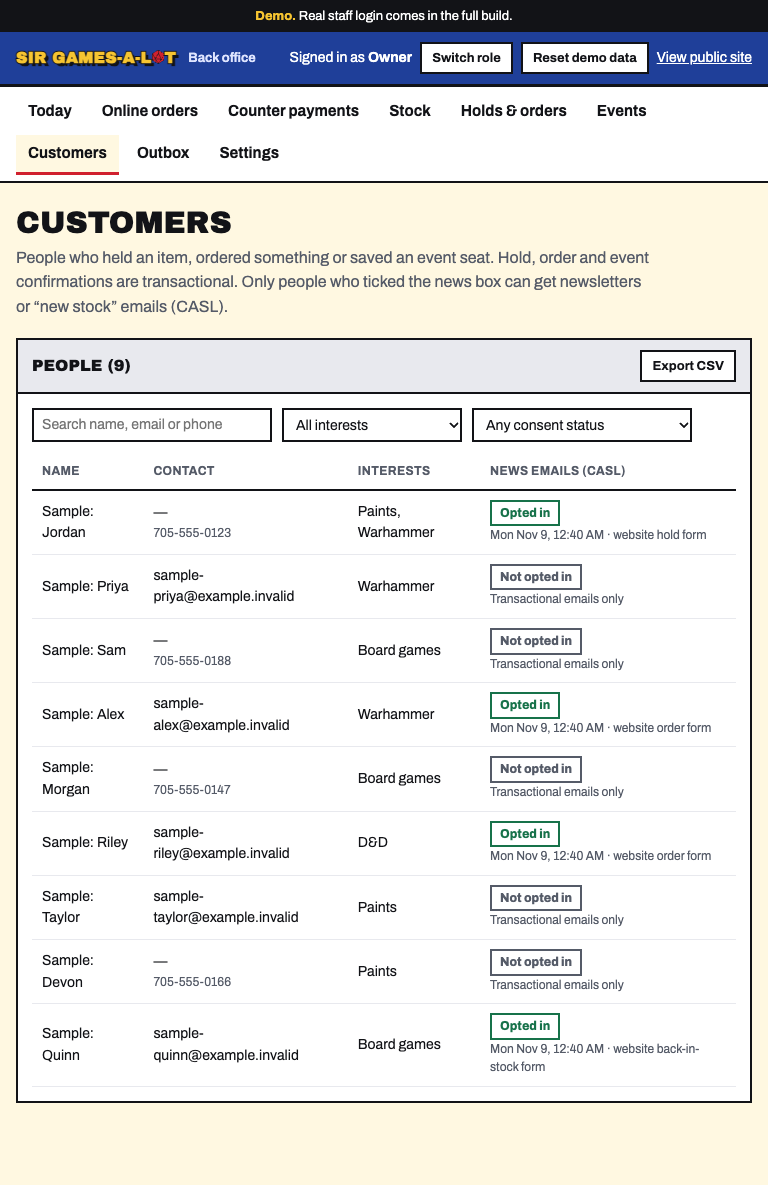 Demo. Real staff login comes in the full build.
SIR GAMES-A-LOT Back office Signed in as Owner Switch role Reset demo data View public site
Today Online orders Counter payments Stock Holds & orders Events
Customers Outbox Settings
CUSTOMERS
People who held an item, ordered something or saved an event seat. Hold, order and event
confirmations are transactional. Only people who ticked the news box can get newsletters
or “new stock” emails (CASL).
PEOPLE (9) Export CSV
Search name, email or phone All interests Any consent status
NAME CONTACT INTERESTS NEWS EMAILS (CASL)
Sample:
Jordan
—
705-555-0123
Paints,
Warhammer
Opted in
Mon Nov 9, 12:40 AM · website hold form
Sample: Priya
sample-
priya@example.invalid
Warhammer
Not opted in
Transactional emails only
Sample: Sam
—
705-555-0188
Board games
Not opted in
Transactional emails only
Sample: Alex
sample-
alex@example.invalid
Warhammer
Opted in
Mon Nov 9, 12:40 AM · website order form
Sample:
Morgan
—
705-555-0147
Board games
Not opted in
Transactional emails only
Sample: Riley
sample-
riley@example.invalid
D&D
Opted in
Mon Nov 9, 12:40 AM · website order form
Sample:
Taylor
sample-
taylor@example.invalid
Paints
Not opted in
Transactional emails only
Sample:
Devon
—
705-555-0166
Paints
Not opted in
Transactional emails only
Sample:
Quinn
sample-
quinn@example.invalid
Board games
Opted in
Mon Nov 9, 12:40 AM · website back-in-
stock form